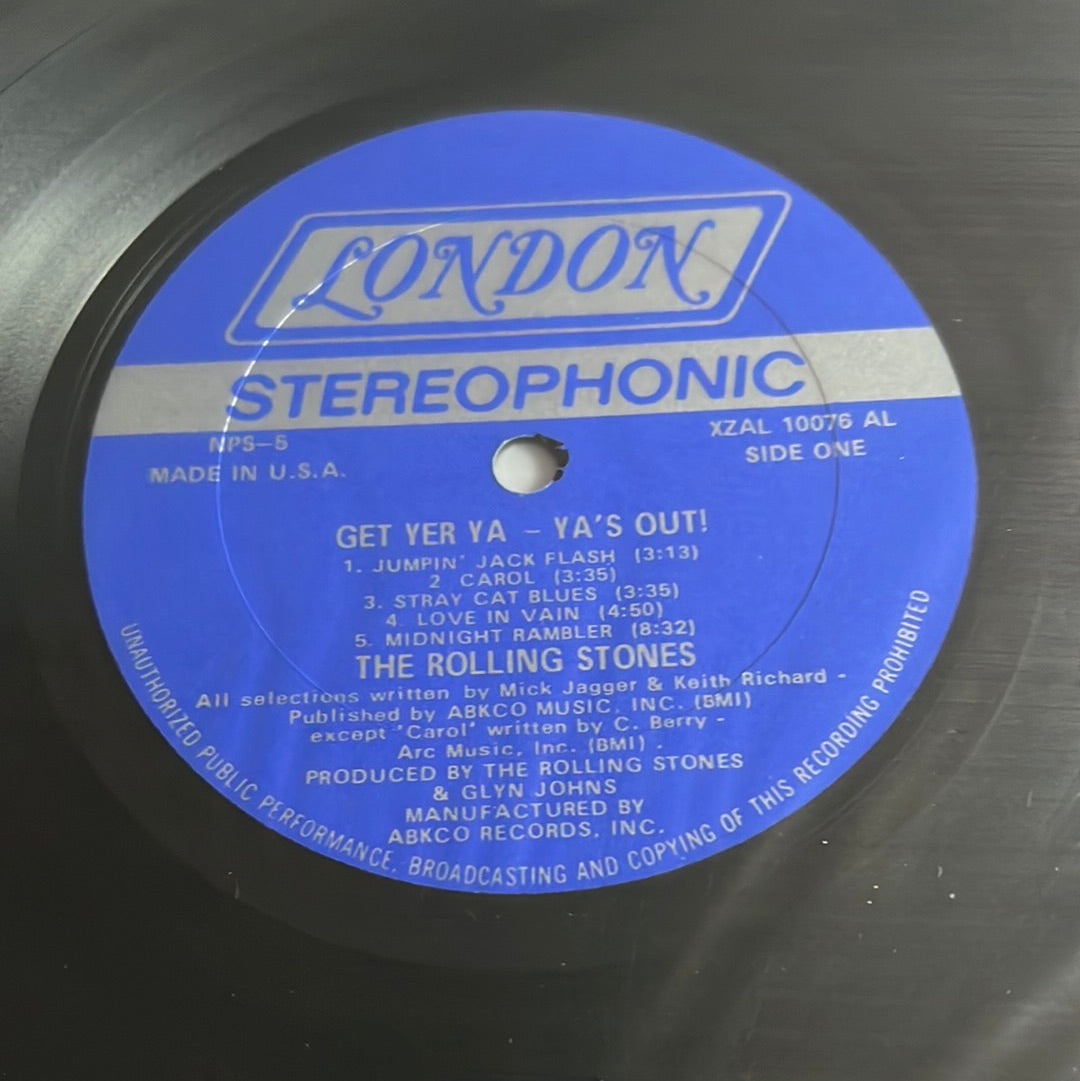 LONDON
STEREOPHONIC
NPS-5
XZAL 10076 AL
MADE IN U.S.A.
SIDE ONE
GET YER YA - YA'S OUT!
1. JUMPIN' JACK FLASH (3:13)
2 CAROL (3:35)
3. STRAY CAT BLUES (3:35)
4. LOVE IN VAIN (4:50)
5. MIDNIGHT RAMBLER (8:32)
THE ROLLING STONES
All selections written by Mick Jagger & Keith Richard -
Published by ABKCO MUSIC, INC. (BMI)
except "Carol" written by C. Berry -
Arc Music, Inc. (BMI) .
PRODUCED BY THE ROLLING STONES
& GLYN JOHNS
MANUFACTURED BY
ABKCO RECORDS, INC.
UNAUTHORIZED PUBLIC PERFORMANCE, BROADCASTING AND COPYING OF THIS RECORDING PROHIBITED